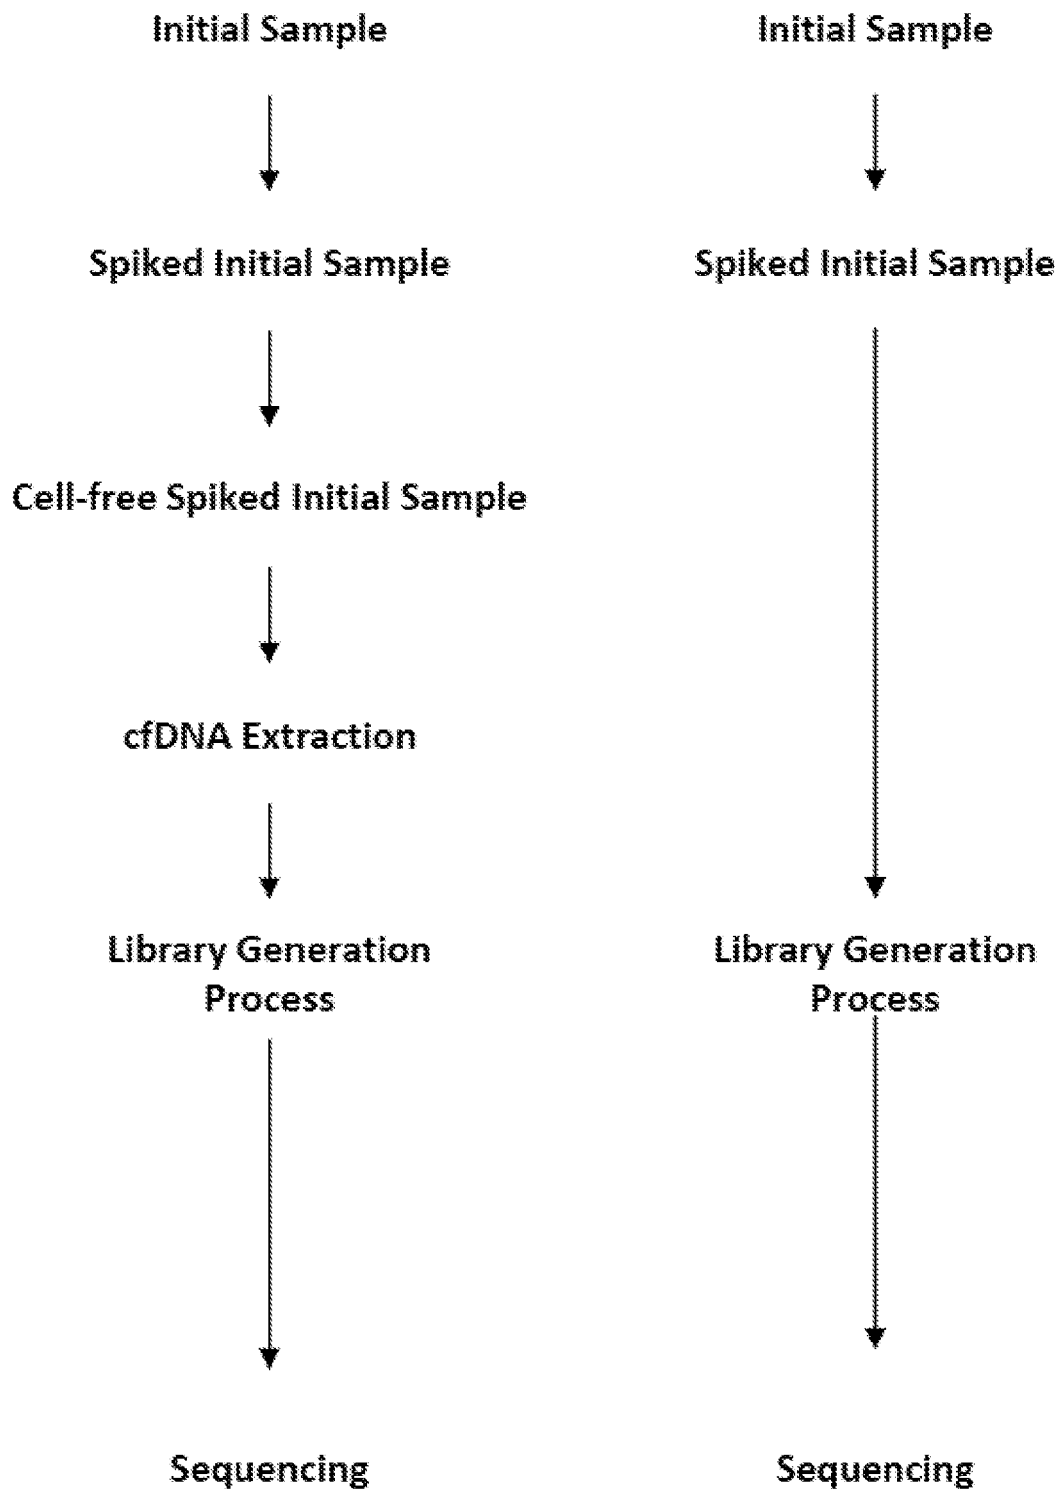 Initial Sample
Spiked Initial Sample
Cell-free Spiked Initial Sample
cfDNA Extraction
Library Generation
Process
Sequencing
Initial Sample
Spiked Initial Sample
Library Generation
Process
Sequencing